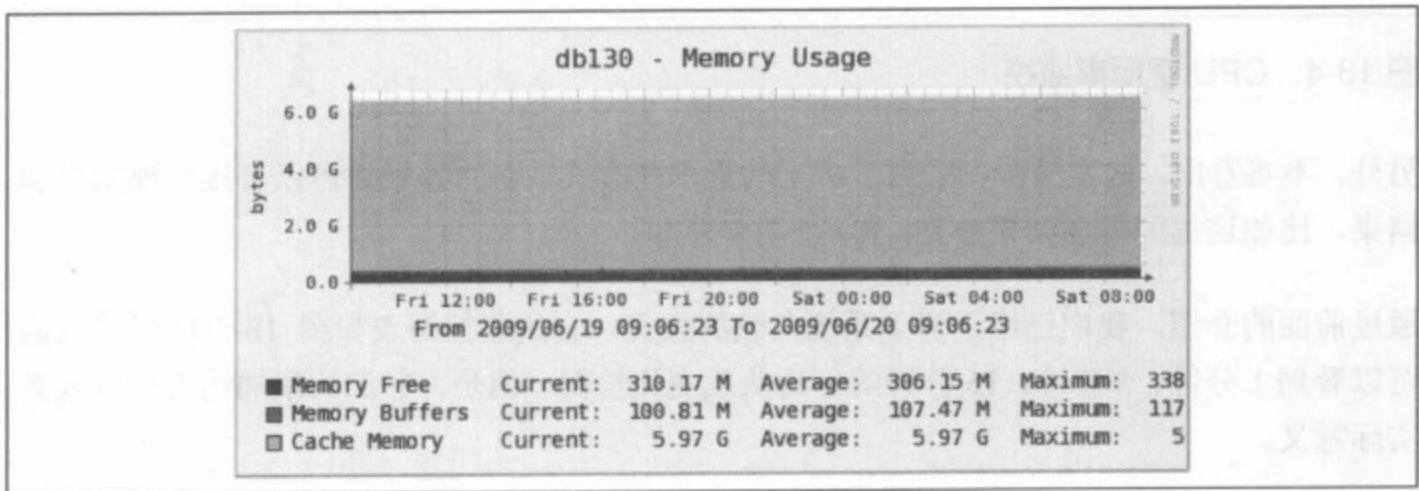 db130 - Memory Usage
6.0 G
4.0 G
2.0 G
0.0
bytes
Fri 12:00 Fri 16:00 Fri 20:00 Sat 00:00 Sat 04:00 Sat 08:00
From 2009/06/19 09:06:23 To 2009/06/20 09:06:23
Memory Free Current: 310.17 M Average: 306.15 M Maximum: 338
Memory Buffers Current: 100.81 M Average: 107.47 M Maximum: 117
Cache Memory Current: 5.97 G Average: 5.97 G Maximum: 5